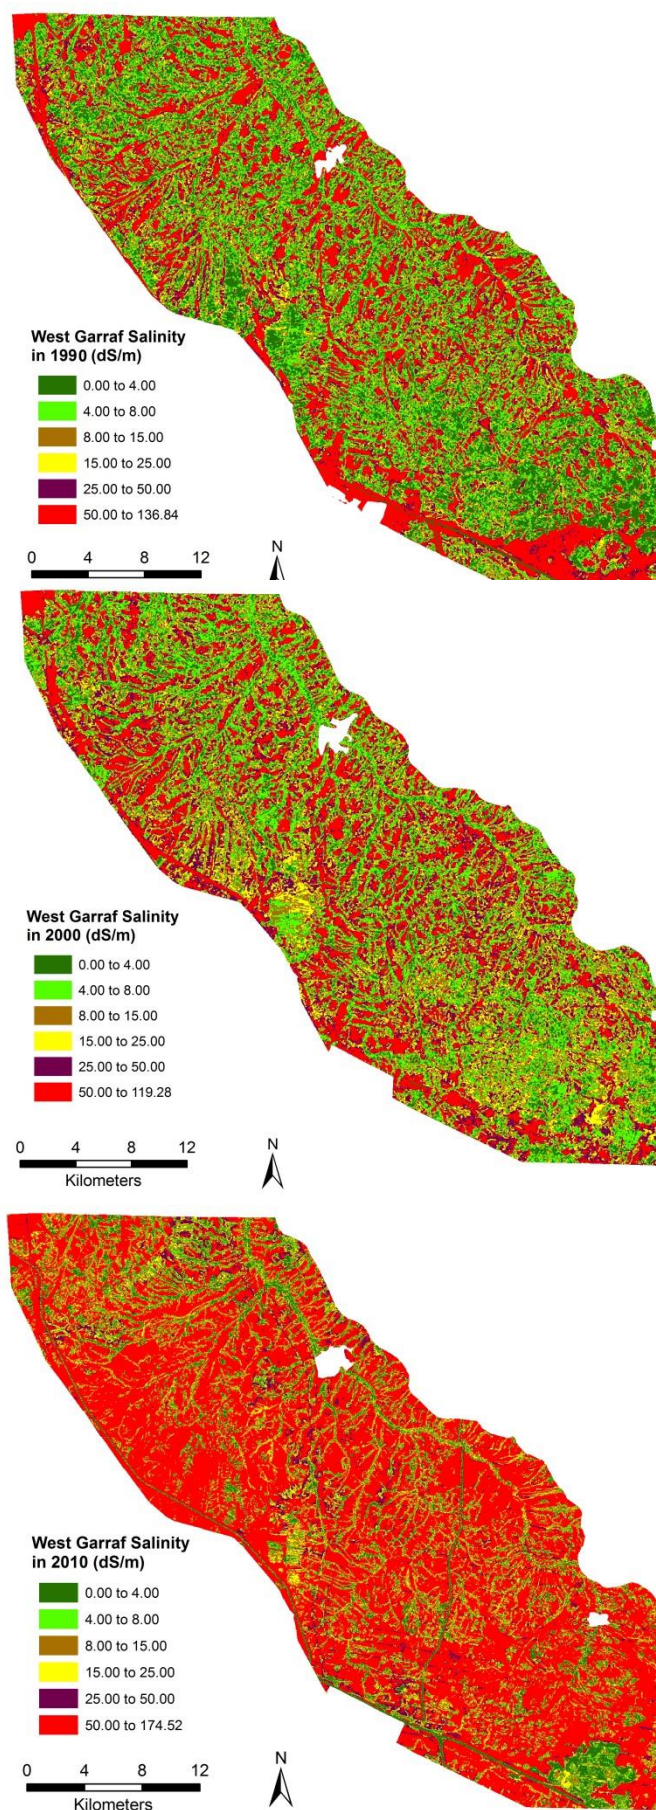 West Garraf Salinity
in 1990 (dS/m)
0.00 to 4.00
4.00 to 8.00
8.00 to 15.00
15.00 to 25.00
25.00 to 50.00
50.00 to 136.84
0 4 8 12
N
West Garraf Salinity
in 2000 (dS/m)
0.00 to 4.00
4.00 to 8.00
8.00 to 15.00
15.00 to 25.00
25.00 to 50.00
50.00 to 119.28
0 4 8 12
Kilometers
N
West Garraf Salinity
in 2010 (dS/m)
0.00 to 4.00
4.00 to 8.00
8.00 to 15.00
15.00 to 25.00
25.00 to 50.00
50.00 to 174.52
0 4 8 12
Kilometers
N